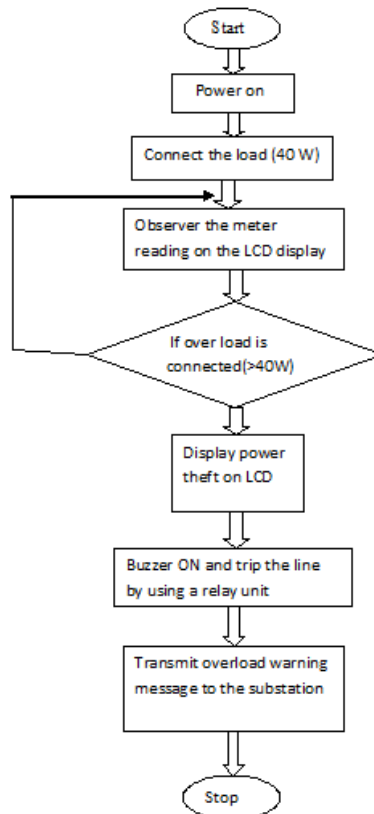 Start
Power on
Connect the load (40 W)
Observer the meter
reading on the LCD display
If over load is
connected(>40W)
Display power
theft on LCD
Buzzer ON and trip the line
by using a relay unit
Transmit overload warning
message to the substation
Stop